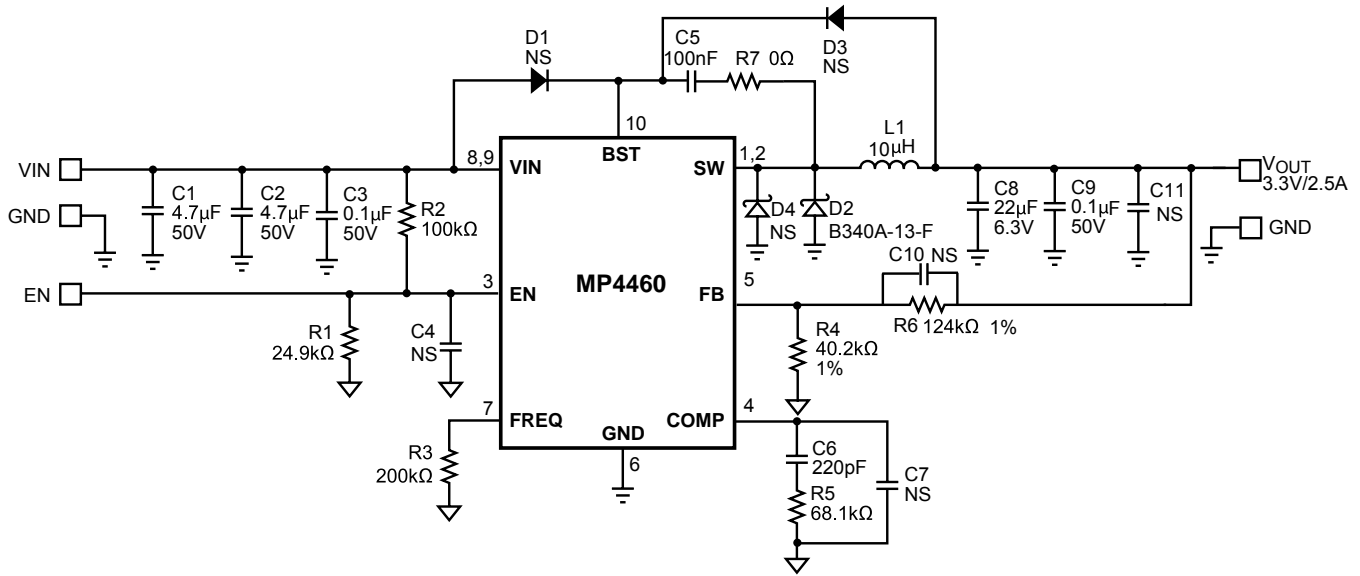 D1
NS
C5
100nF
R7 0Ω
D3
NS
10
BST
L1
10µH
VIN
8,9
VIN
SW
1,2
VOUT
3.3V/2.5A
GND
C1
4.7µF
50V
C2
4.7µF
50V
C3
0.1µF
50V
R2
100kΩ
D4
NS
D2
B340A-13-F
C8
22µF
6.3V
C9
0.1µF
50V
C11
NS
GND
C10 NS
EN
3
EN
MP4460
FB
5
R6 124kΩ 1%
R1
24.9kΩ
C4
NS
R4
40.2kΩ
1%
7
FREQ
GND
COMP
4
R3
200kΩ
6
C6
220pF
R5
68.1kΩ
C7
NS